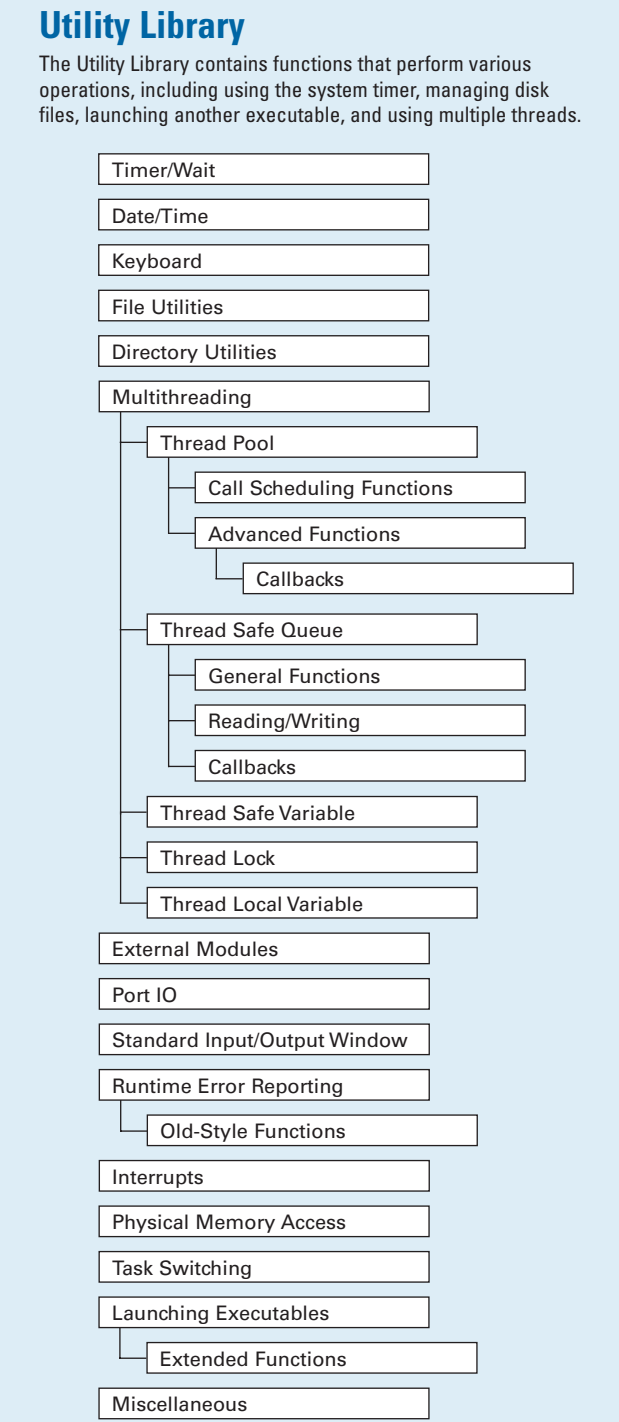 Utility Library
The Utility Library contains functions that perform various
operations, including using the system timer, managing disk
files, launching another executable, and using multiple threads.
Timer/Wait
Date/Time
Keyboard
File Utilities
Directory Utilities
Multithreading
Thread Pool
Call Scheduling Functions
Advanced Functions
Callbacks
Thread Safe Queue
General Functions
Reading/Writing
Callbacks
Thread Safe Variable
Thread Lock
Thread Local Variable
External Modules
Port IO
Standard Input/Output Window
Runtime Error Reporting
Old-Style Functions
Interrupts
Physical Memory Access
Task Switching
Launching Executables
Extended Functions
Miscellaneous